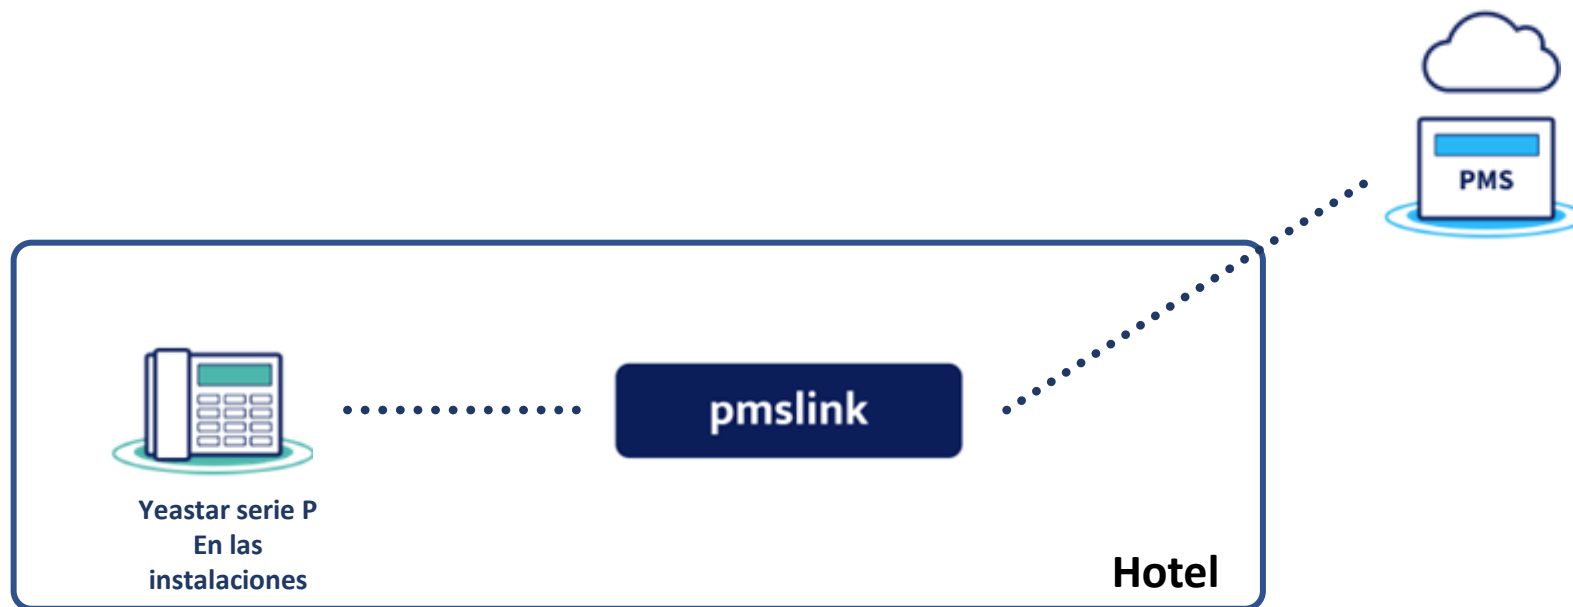 PMS
pmslink
Yeastar serie P
En las
instalaciones
Hotel